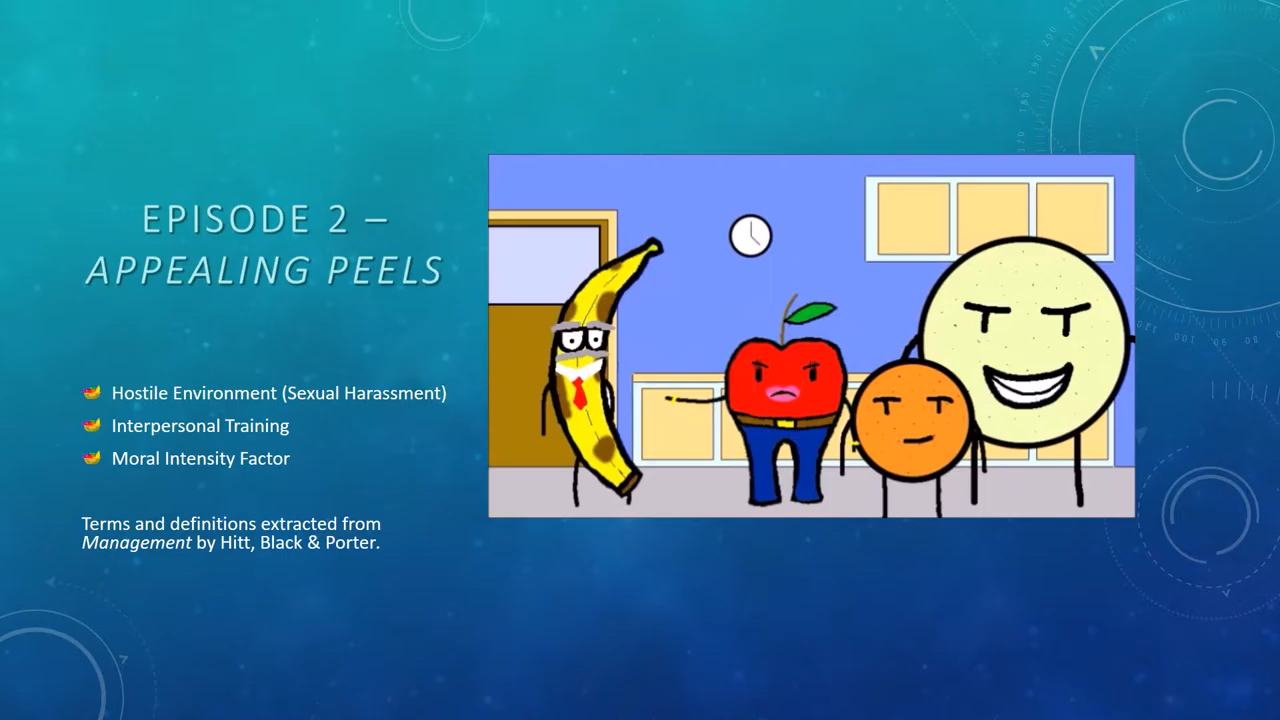 EPISODE 2 –
APPEALING PEELS
Hostile Environment (Sexual Harassment)
Interpersonal Training
Moral Intensity Factor
Terms and definitions extracted from
Management by Hitt, Black & Porter.